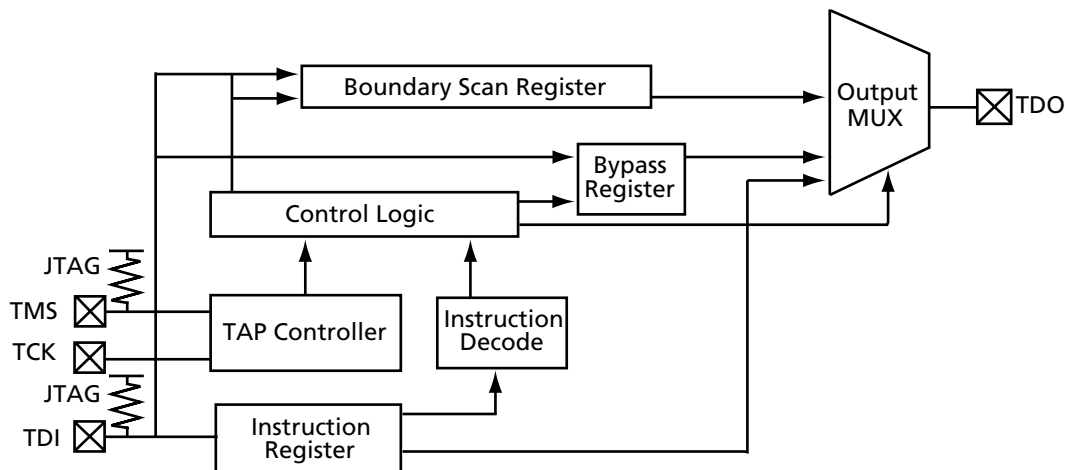 Boundary Scan Register
Output
MUX
TDO
Bypass
Register
Control Logic
JTAG
TMS
TAP Controller
Instruction
Decode
TCK
JTAG
TDI
Instruction
Register